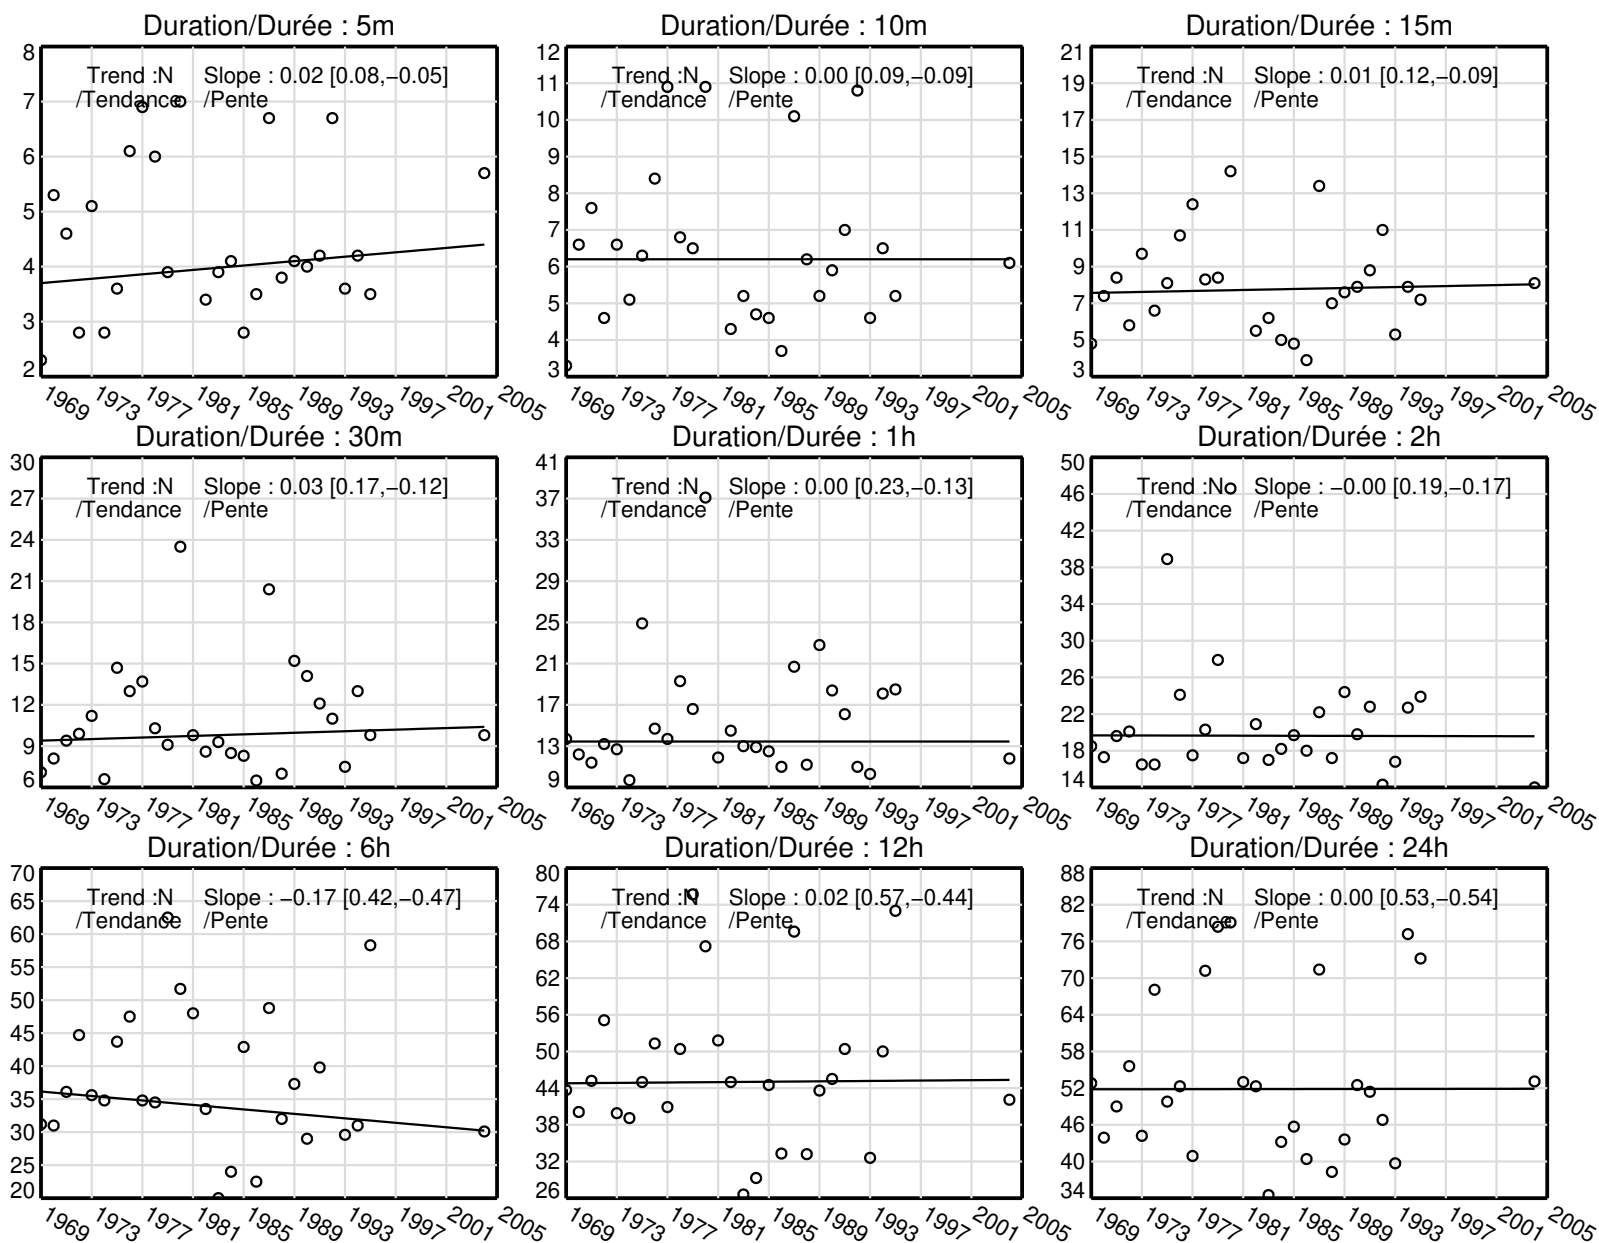 Duration/Durée : 5m
8
7
6
5
4
3
2
Trend :N Slope : 0.02 [0.08,−0.05]
/Tendance /Pente
1969 1973 1977 1981 1985 1989 1993 1997 2001 2005
Duration/Durée : 10m
12
11
10
9
8
7
6
5
4
3
Trend :N Slope : 0.00 [0.09,−0.09]
/Tendance /Pente
1969 1973 1977 1981 1985 1989 1993 1997 2001 2005
Duration/Durée : 15m
21
19
17
15
13
11
9
7
5
3
Trend :N Slope : 0.01 [0.12,−0.09]
/Tendance /Pente
1969 1973 1977 1981 1985 1989 1993 1997 2001 2005
Duration/Durée : 30m
30
27
24
21
18
15
12
9
6
Trend :N Slope : 0.03 [0.17,−0.12]
/Tendance /Pente
1969 1973 1977 1981 1985 1989 1993 1997 2001 2005
Duration/Durée : 1h
41
37
33
29
25
21
17
13
9
Trend :N Slope : 0.00 [0.23,−0.13]
/Tendance /Pente
1969 1973 1977 1981 1985 1989 1993 1997 2001 2005
Duration/Durée : 2h
50
46
42
38
34
30
26
22
18
14
Trend :N Slope : −0.00 [0.19,−0.17]
/Tendance /Pente
1969 1973 1977 1981 1985 1989 1993 1997 2001 2005
Duration/Durée : 6h
70
65
60
55
50
45
40
35
30
25
20
Trend :N Slope : −0.17 [0.42,−0.47]
/Tendance /Pente
1969 1973 1977 1981 1985 1989 1993 1997 2001 2005
Duration/Durée : 12h
80
74
68
62
56
50
44
38
32
26
Trend :N Slope : 0.02 [0.57,−0.44]
/Tendance /Pente
1969 1973 1977 1981 1985 1989 1993 1997 2001 2005
Duration/Durée : 24h
88
82
76
70
64
58
52
46
40
34
Trend :N Slope : 0.00 [0.53,−0.54]
/Tendance /Pente
1969 1973 1977 1981 1985 1989 1993 1997 2001 2005